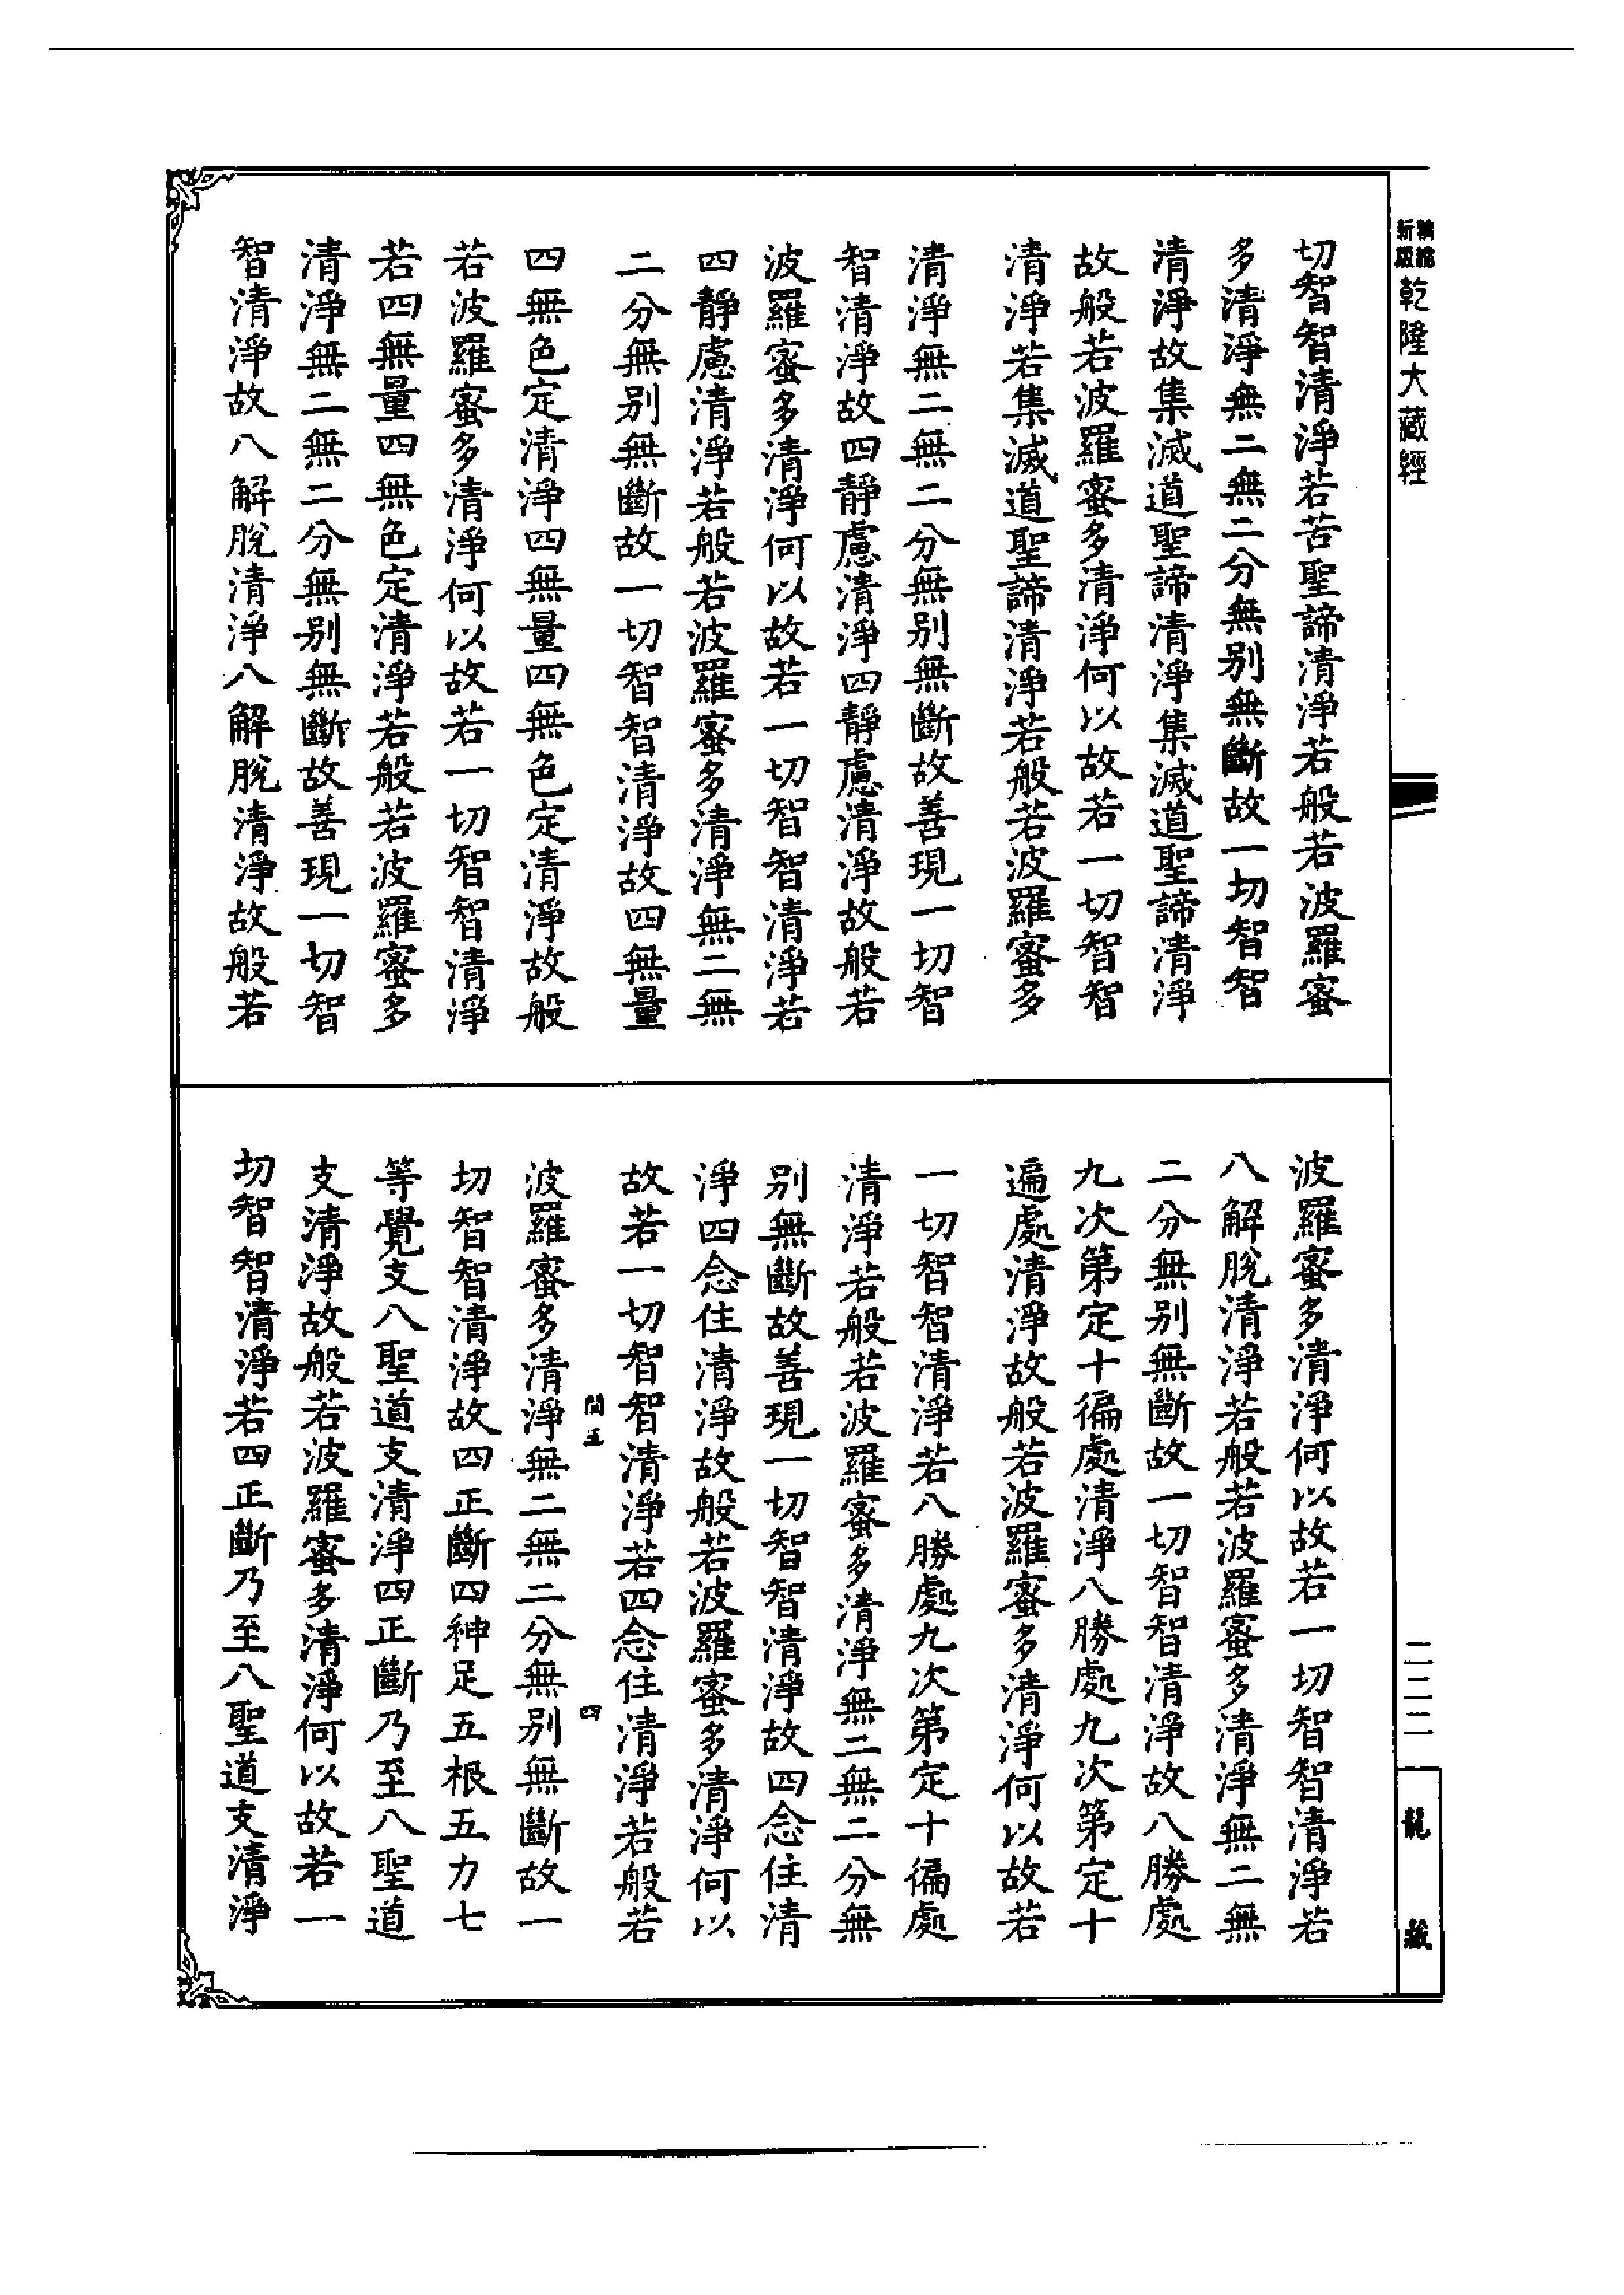 新版
乾隆大藏經
切智智清淨若苦聖諦清淨若般若波羅蜜
多清淨無二無二分無別無斷故一切智智
清淨故集滅道聖諦清淨集滅道聖諦清淨
故般若波羅蜜多清淨何以故若一切智智
清淨若集滅道聖諦清淨若般若波羅蜜多
清淨無二無二分無別無斷故善現一切智
智清淨故四靜慮清淨四靜慮清淨故般若
波羅蜜多清淨何以故若一切智智清淨若
四靜慮清淨若般若波羅蜜多清淨無二無
二分無別無斷故一切智智清淨故四無量
四無色定清淨四無量四無色定清淨故般
若波羅蜜多清淨何以故若一切智智清淨
若四無量四無色定清淨若般若波羅蜜多
清淨無二無二分無別無斷故善現一切智
智清淨故八解脫清淨八解脫清淨故般若
波羅蜜多清淨何以故若一切智智清淨若
八解脫清淨若般若波羅蜜多清淨無二無
二分無別無斷故一切智智清淨故八勝處
九次第定十徧處清淨八勝處九次第定十
遍處清淨故般若波羅蜜多清淨何以故若
一切智智清淨若八勝處九次第定十徧處
清淨若般若波羅蜜多清淨無二無二分無
別無斷故善現一切智智清淨故四念住清
淨四念住清淨故般若波羅蜜多清淨何以
故若一切智智清淨若四念住清淨若般若
四
波羅蜜多清淨無二無二分無別無斷故一
切智智清淨故四正斷四神足五根五力七
等覺支八聖道支清淨四正斷乃至八聖道
支清淨故般若波羅蜜多清淨何以故若一
切智智清淨若四正斷乃至八聖道支清淨
二二二
龍藏